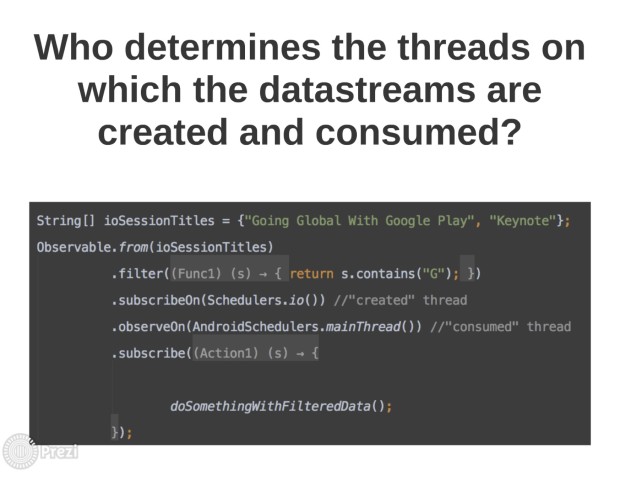 Who determines the threads on
which the datastreams are
created and consumed?
String[] ioSessionTitles = {"Going Global With Google Play", "Keynote"};
Observable.from(ioSessionTitles)
.filter((Func1) (s) → { return s.contains("G"); })
.subscribeOn(Schedulers.io()) //"created" thread
.observeOn(AndroidSchedulers.mainThread()) //"consumed" thread
.subscribe((Action1) (s) → {
doSomethingWithFilteredData();
});
Prezi